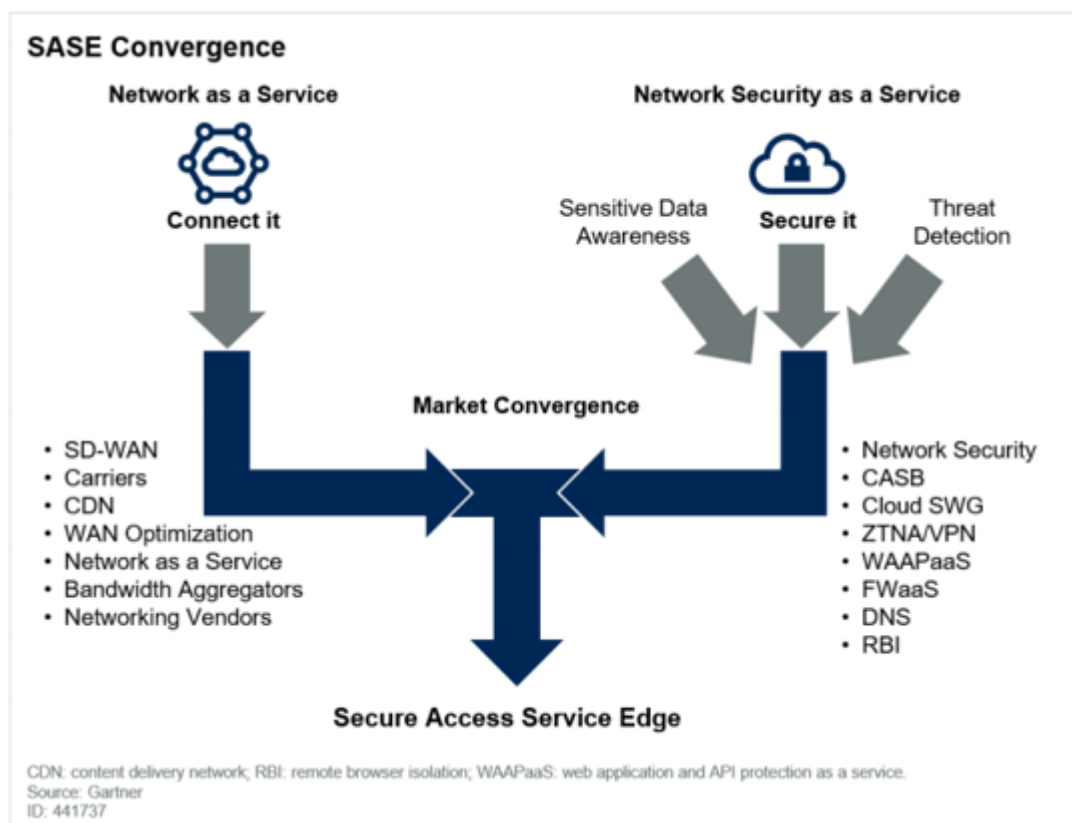 SASE Convergence
Network as a Service
Network Security as a Service
Connect it
Sensitive Data
Awareness
Secure it
Threat
Detection
Market Convergence
• SD-WAN
• Carriers
• CDN
• WAN Optimization
• Network as a Service
• Bandwidth Aggregators
• Networking Vendors
• Network Security
• CASB
• Cloud SWG
• ZTNA/VPN
• WAAPaaS
• FWaaS
• DNS
• RBI
Secure Access Service Edge
CDN: content delivery network; RBI: remote browser isolation; WAAPaaS: web application and API protection as a service.
Source: Gartner
ID: 441737